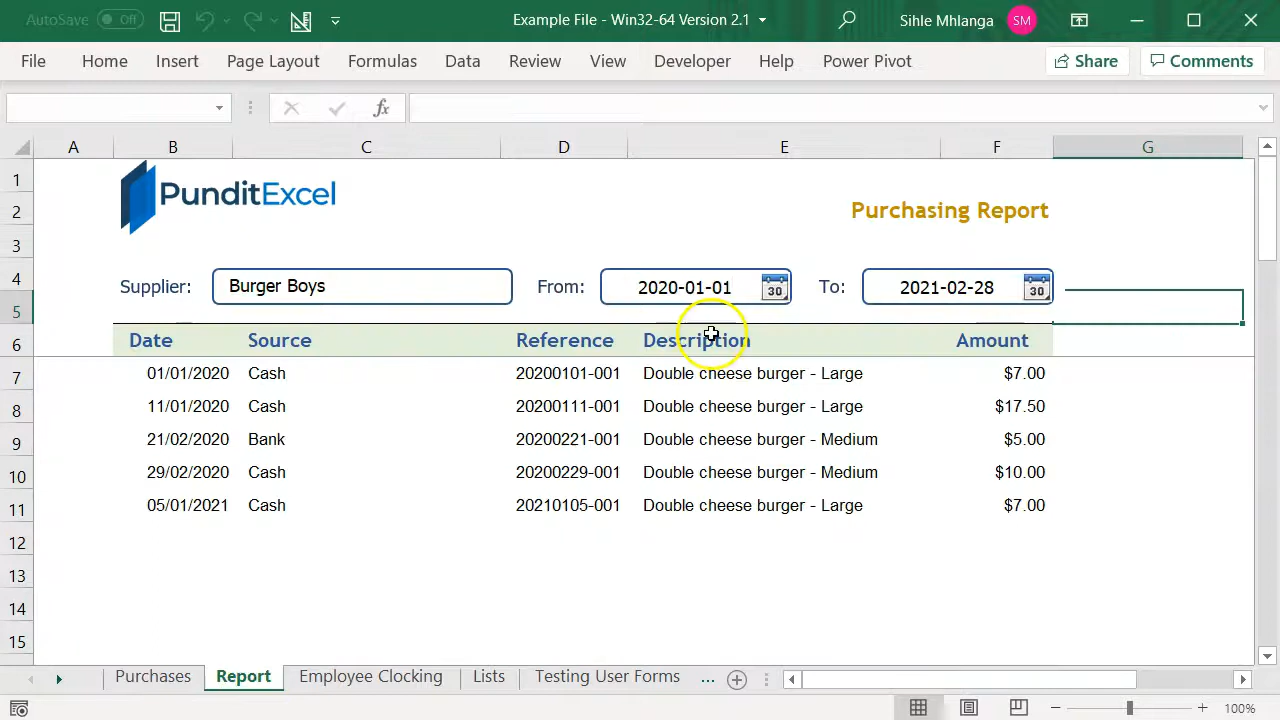 AutoSave Off Example File - Win32-64 Version 2.1 Sihle Mhlanga SM
File Home Insert Page Layout Formulas Data Review View Developer Help Power Pivot Share Comments
fx
A B C D E F G
1
PunditExcel
2 Purchasing Report
3
4 Supplier: Burger Boys From: 2020-01-01 30 To: 2021-02-28 30
5
6 Date Source Reference Description Amount
7 01/01/2020 Cash 20200101-001 Double cheese burger - Large $7.00
8 11/01/2020 Cash 20200111-001 Double cheese burger - Large $17.50
9 21/02/2020 Bank 20200221-001 Double cheese burger - Medium $5.00
10 29/02/2020 Cash 20200229-001 Double cheese burger - Medium $10.00
11 05/01/2021 Cash 20210105-001 Double cheese burger - Large $7.00
12
13
14
15
Purchases Report Employee Clocking Lists Testing User Forms ...
100%